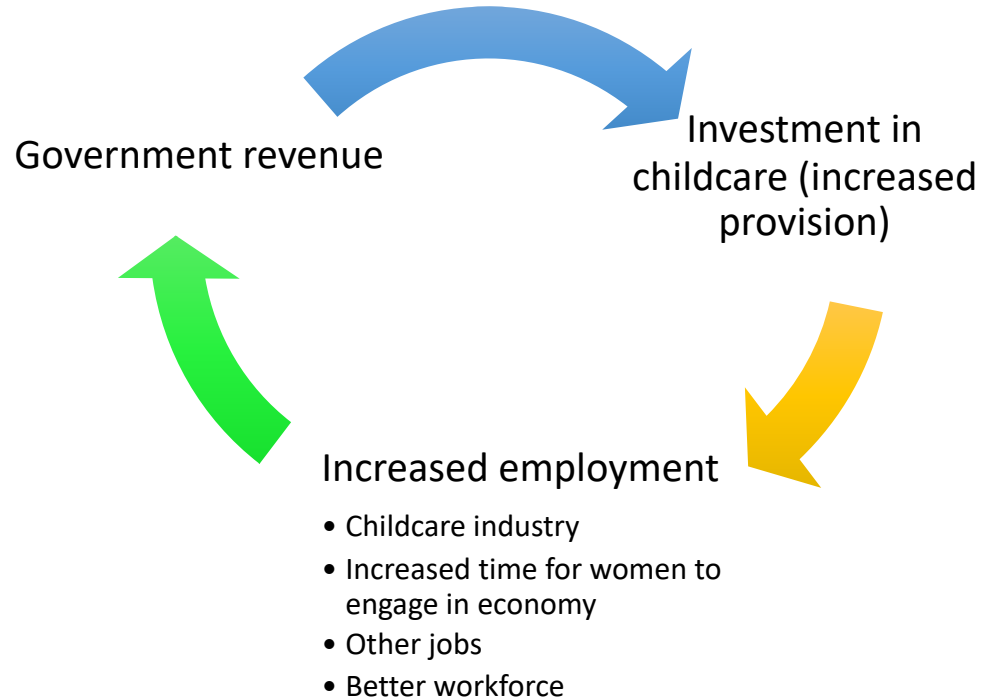 Government revenue
Investment in
childcare (increased
provision)
Increased employment
• Childcare industry
• Increased time for women to
engage in economy
• Other jobs
• Better workforce